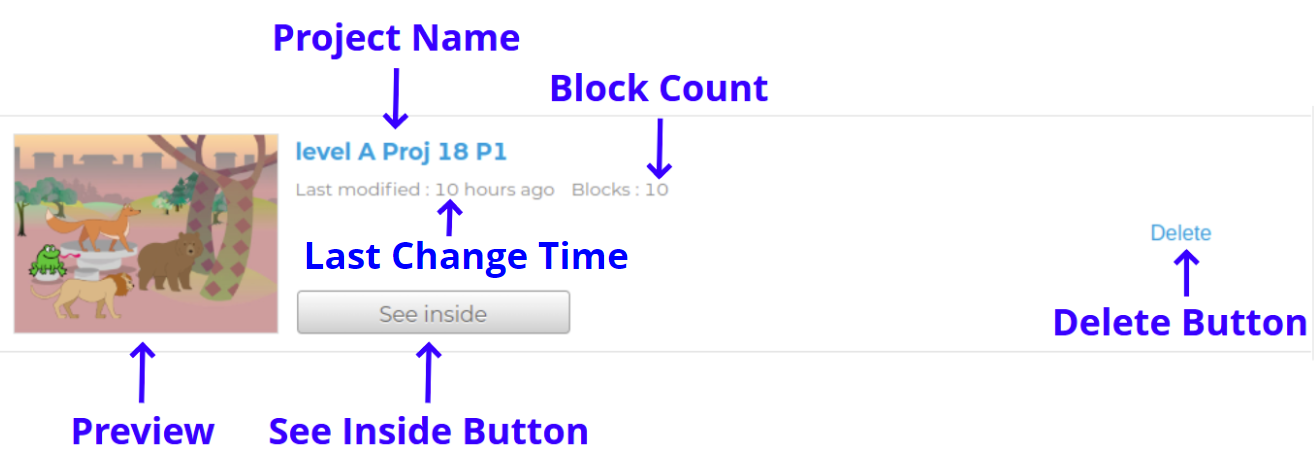 Project Name
Block Count
level A Proj 18 P1
Last modified : 10 hours ago Blocks : 10
Delete
Last Change Time
See inside
Delete Button
Preview
See Inside Button